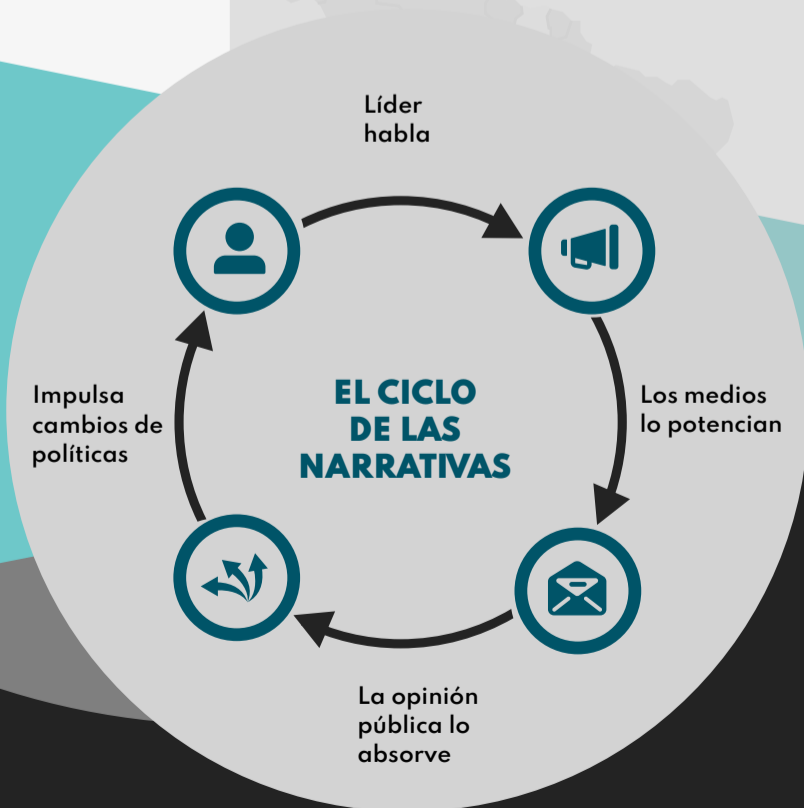 Líder
habla
EL CICLO
DE LAS
NARRATIVAS
Los medios
lo potencian
Impulsa
cambios de
políticas
La opinión
pública lo
absorve